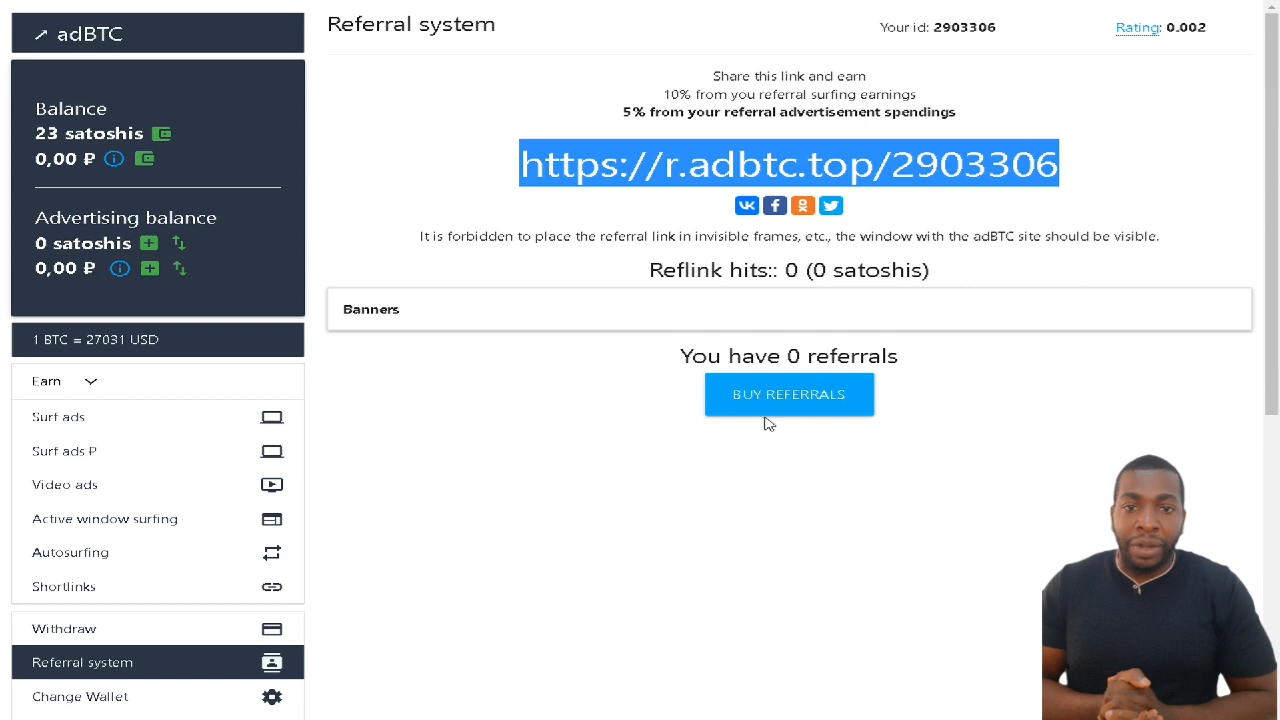 adBTC
Balance
23 satoshis
0,00 ₽
Advertising balance
0 satoshis
0,00 ₽
1 BTC = 27031 USD
Earn
Surf ads
Surf ads ₽
Video ads
Active window surfing
Autosurfing
Shortlinks
Withdraw
Referral system
Change Wallet
Referral system
Your id: 2903306
Rating: 0.002
Share this link and earn
10% from you referral surfing earnings
5% from your referral advertisement spendings
https://r.adbtc.top/2903306
It is forbidden to place the referral link in invisible frames, etc., the window with the adBTC site should be visible.
Reflink hits:: 0 (0 satoshis)
Banners
You have 0 referrals
BUY REFERRALS